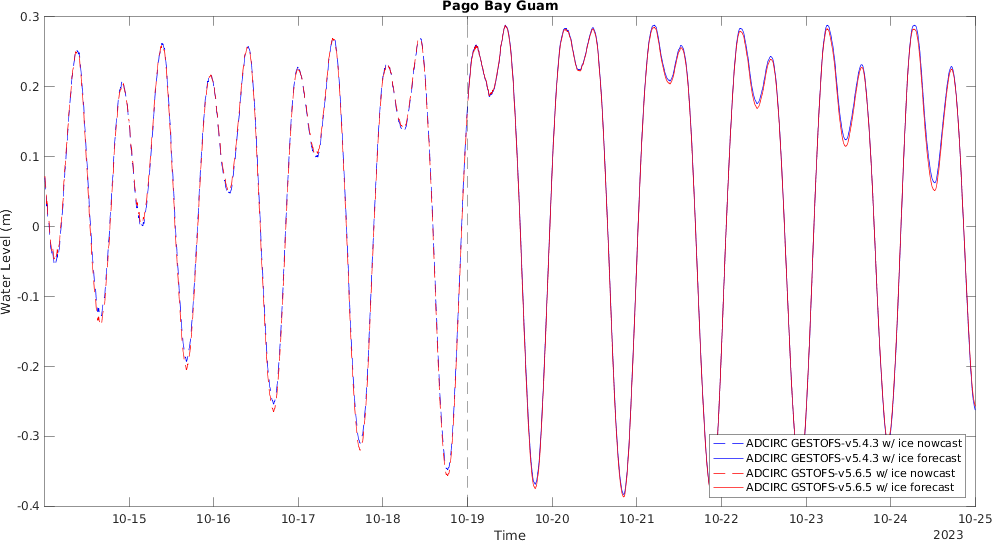 Pago Bay Guam
0.3
0.2
0.1
0
-0.1
-0.2
-0.3
-0.4
Water Level (m)
10-15 10-16 10-17 10-18 10-19 10-20 10-21 10-22 10-23 10-24 10-25
Time
2023
ADCIRC GESTOFS-v5.4.3 w/ ice nowcast
ADCIRC GESTOFS-v5.4.3 w/ ice forecast
ADCIRC GSTOFS-v5.6.5 w/ ice nowcast
ADCIRC GSTOFS-v5.6.5 w/ ice forecast